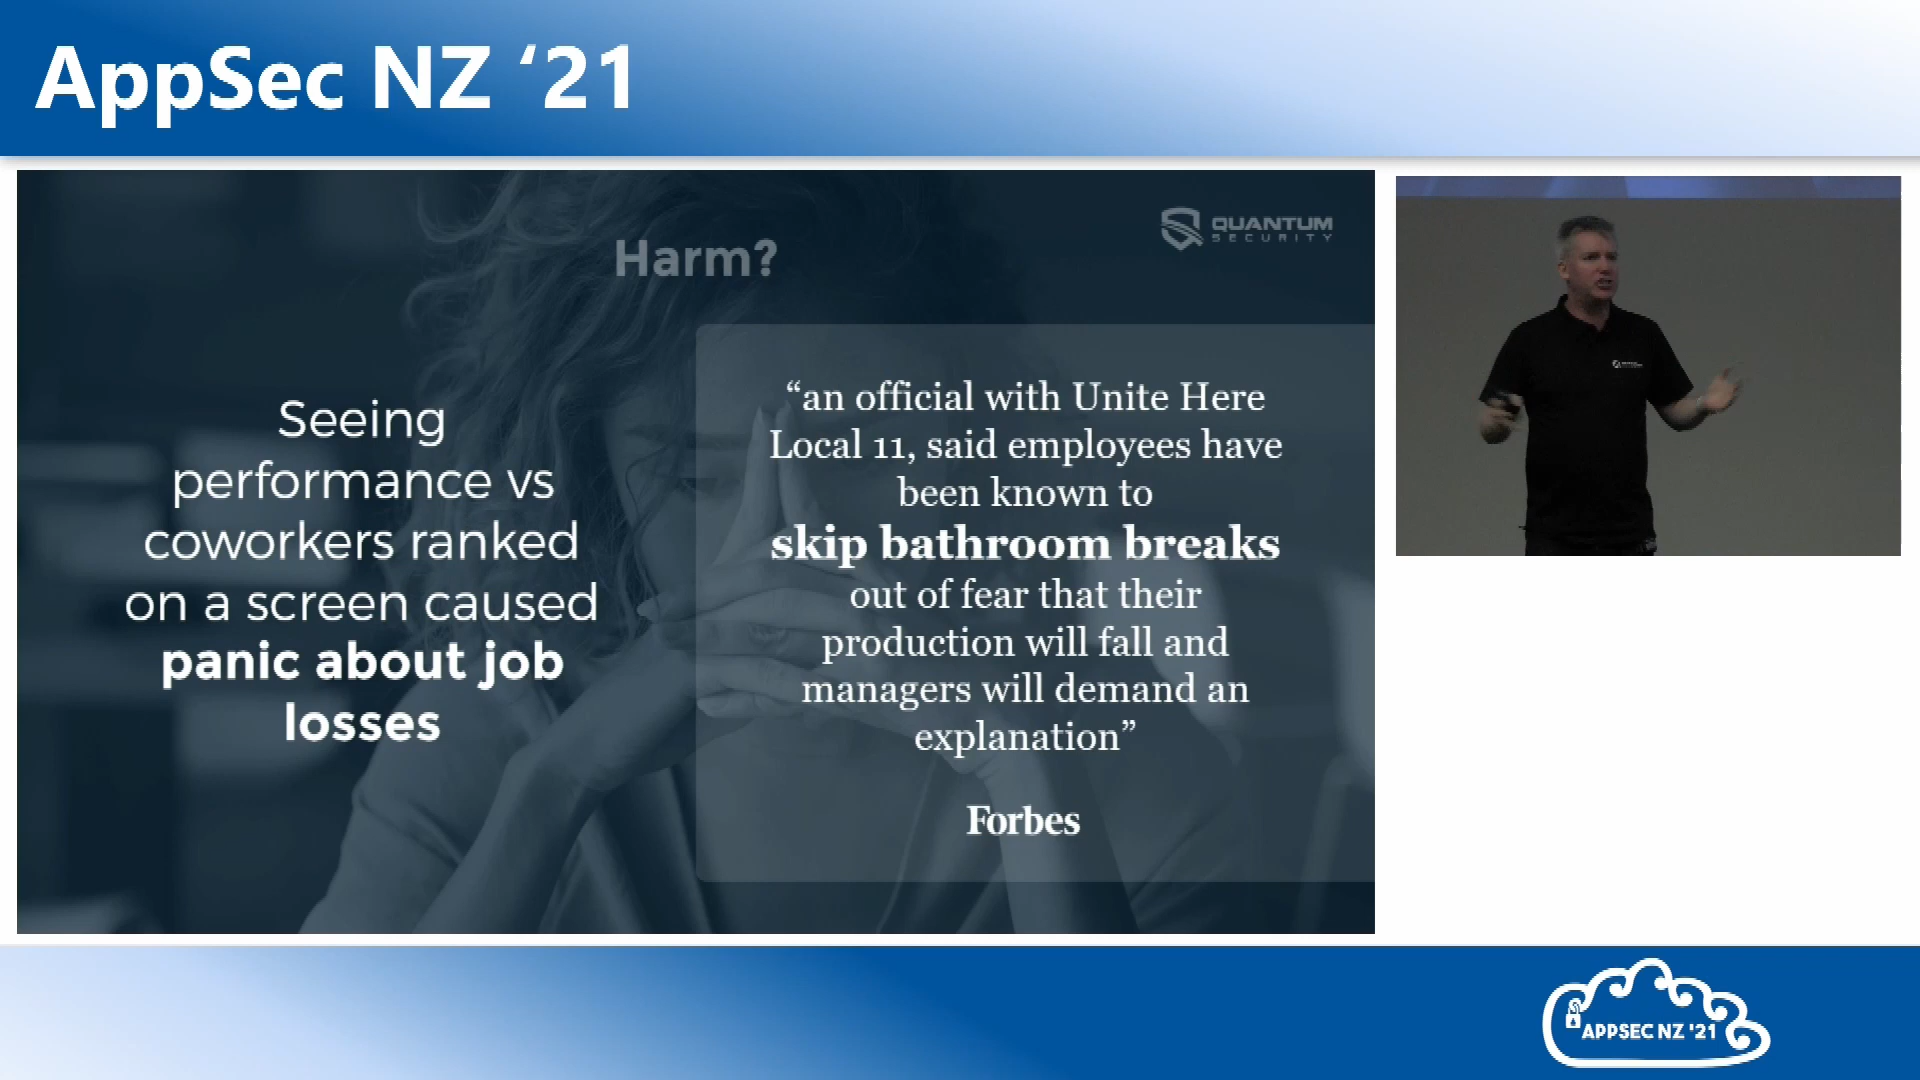 AppSec NZ ‘21
QUANTUM
SECURITY
Harm?
Seeing
performance vs
coworkers ranked
on a screen caused
panic about job
losses
“an official with Unite Here
Local 11, said employees have
been known to
skip bathroom breaks
out of fear that their
production will fall and
managers will demand an
explanation”
Forbes
APPSEC NZ '21